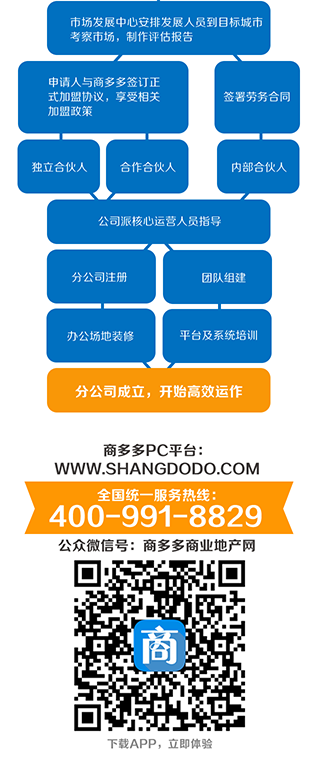 市场发展中心安排发展人员到目标城市
考察市场，制作评估报告
申请人与商多多签订正
式加盟协议，享受相关
加盟政策
签署劳务合同
独立合伙人
合作合伙人
内部合伙人
公司派核心运营人员指导
分公司注册
团队组建
办公场地装修
平台及系统培训
分公司成立，开始高效运作
商多多PC平台：
WWW.SHANGDODO.COM
全国统一服务热线：
400-991-8829
公众微信号：商多多商业地产网
商
下载APP，立即体验